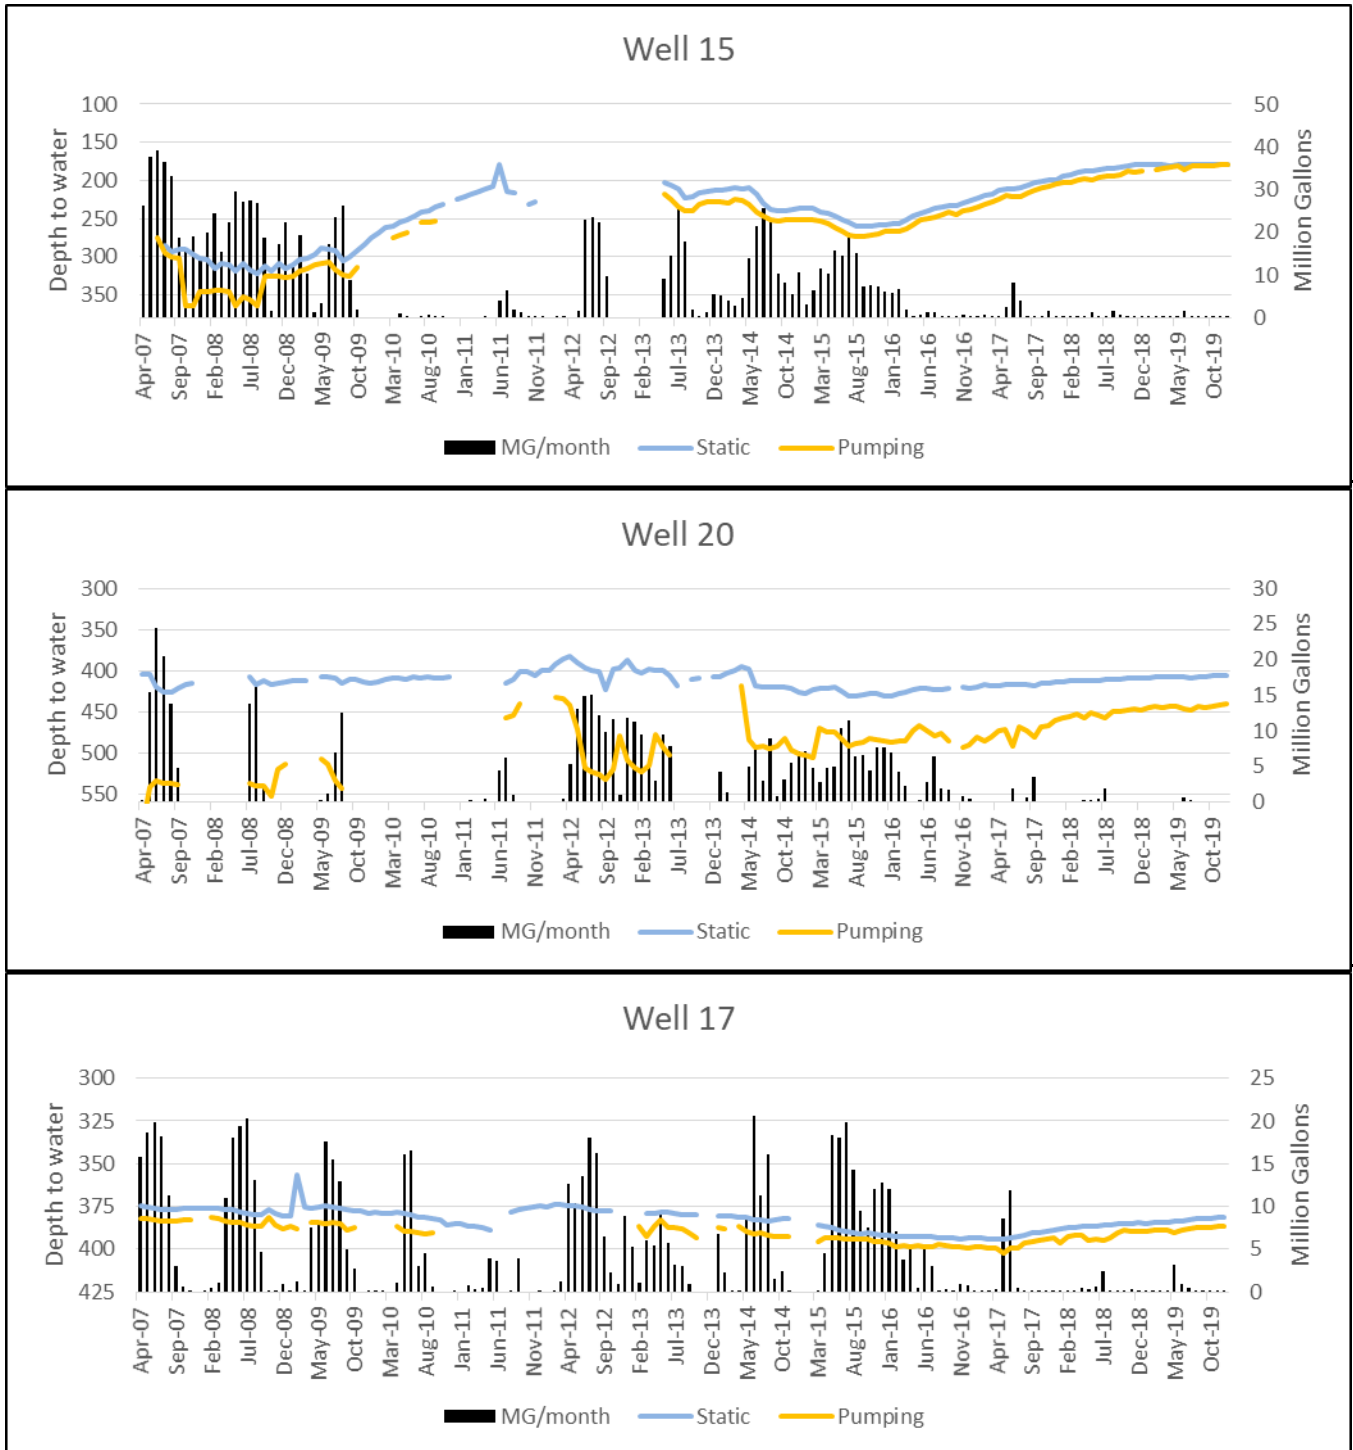 Well 15
Depth to water
100
150
200
250
300
350
50
40
30
20
10
0
Million Gallons
Apr-07 Sep-07 Feb-08 Jul-08 Dec-08 May-09 Oct-09 Mar-10 Aug-10 Jan-11 Jun-11 Nov-11 Apr-12 Sep-12 Feb-13 Jul-13 Dec-13 May-14 Oct-14 Mar-15 Aug-15 Jan-16 Jun-16 Nov-16 Apr-17 Sep-17 Feb-18 Jul-18 Dec-18 May-19 Oct-19
MG/month Static Pumping
Well 20
Depth to water
300
350
400
450
500
550
30
25
20
15
10
5
0
Million Gallons
Apr-07 Sep-07 Feb-08 Jul-08 Dec-08 May-09 Oct-09 Mar-10 Aug-10 Jan-11 Jun-11 Nov-11 Apr-12 Sep-12 Feb-13 Jul-13 Dec-13 May-14 Oct-14 Mar-15 Aug-15 Jan-16 Jun-16 Nov-16 Apr-17 Sep-17 Feb-18 Jul-18 Dec-18 May-19 Oct-19
MG/month Static Pumping
Well 17
Depth to water
300
325
350
375
400
425
25
20
15
10
5
0
Million Gallons
Apr-07 Sep-07 Feb-08 Jul-08 Dec-08 May-09 Oct-09 Mar-10 Aug-10 Jan-11 Jun-11 Nov-11 Apr-12 Sep-12 Feb-13 Jul-13 Dec-13 May-14 Oct-14 Mar-15 Aug-15 Jan-16 Jun-16 Nov-16 Apr-17 Sep-17 Feb-18 Jul-18 Dec-18 May-19 Oct-19
MG/month Static Pumping